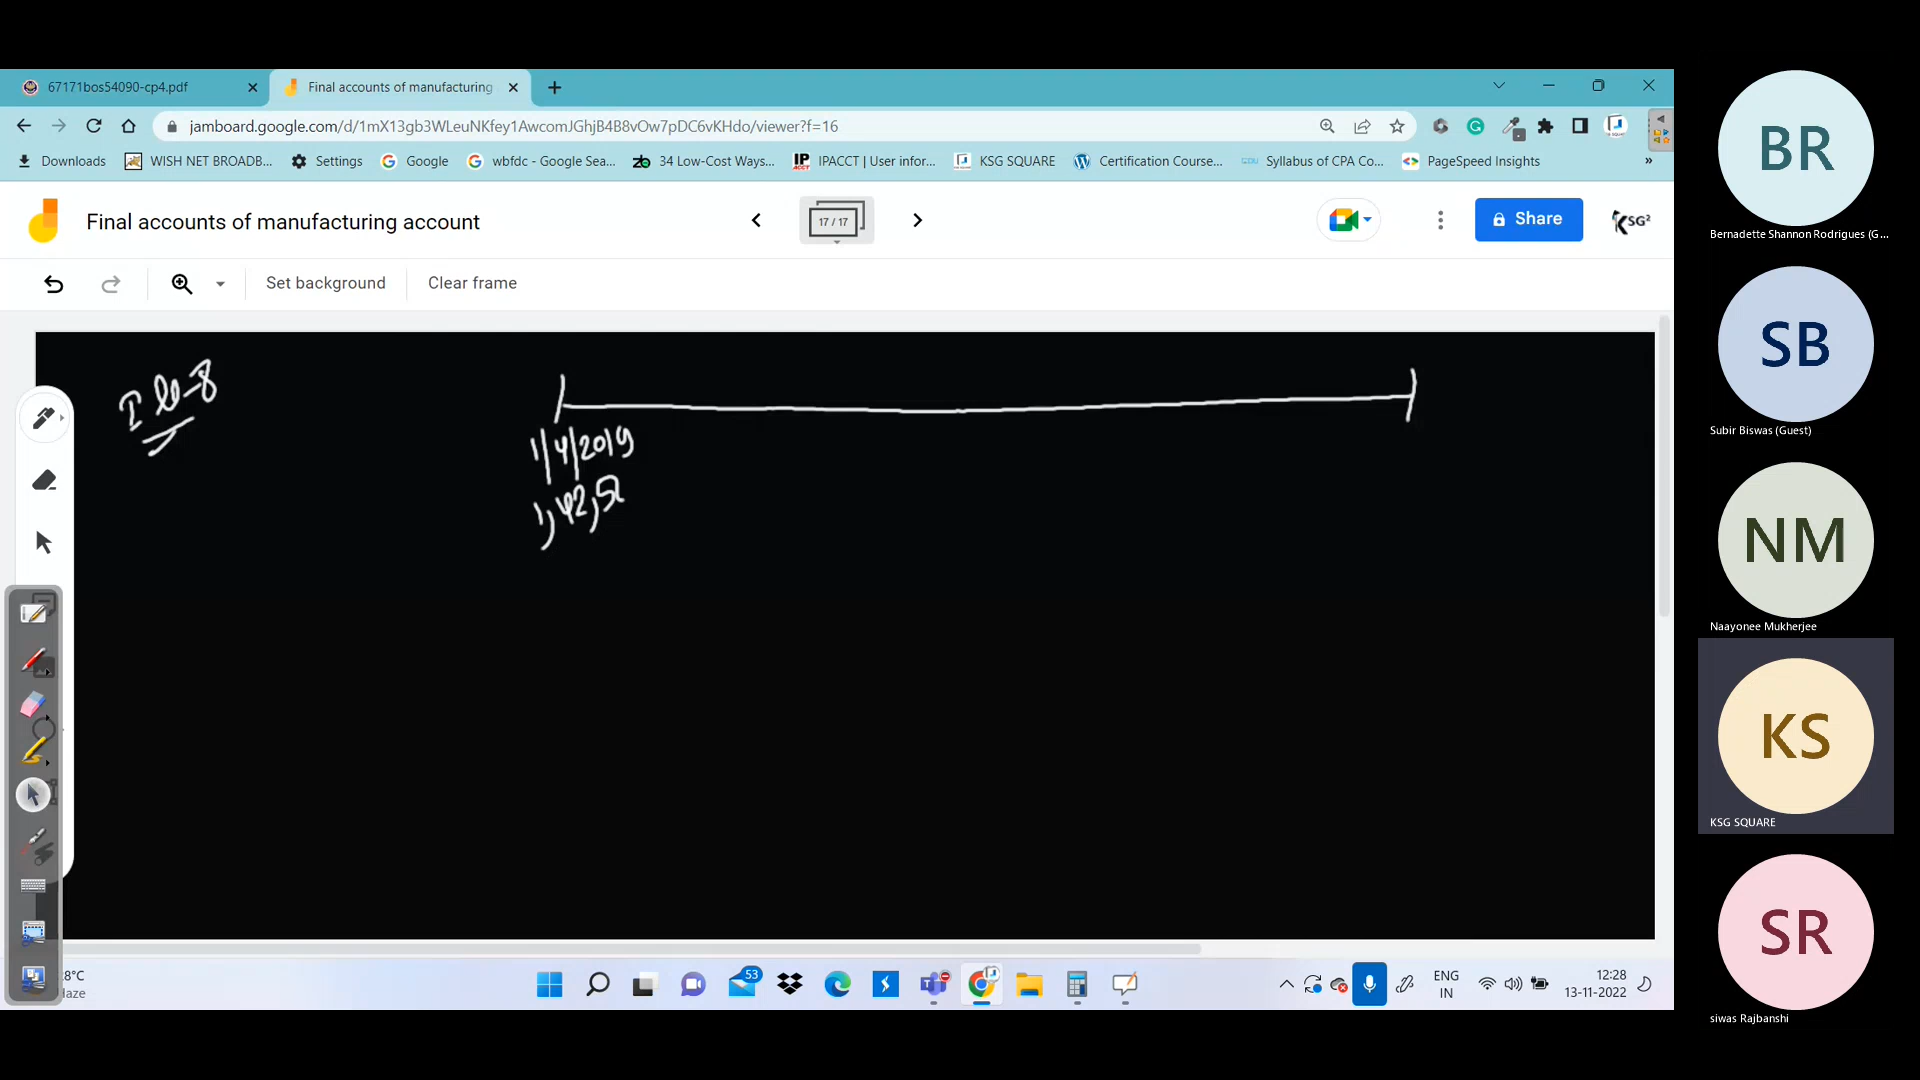 67171bos54090-cp4.pdf
Final accounts of manufacturing
jamboard.google.com/d/1mX13gb3WLeuNKfey1AwcomJGhjB4B8vOw7pDC6vKHdo/viewer?f=16
Downloads
WISH NET BROADB...
Settings
Google
wbfdc - Google Sea...
34 Low-Cost Ways...
IPACCT | User infor...
KSG SQUARE
Certification Course...
Syllabus of CPA Co...
PageSpeed Insights
»
Final accounts of manufacturing account
17 / 17
Share
KSG²
Set background
Clear frame
1/4/2019
1,42,5
53
ENG
IN
12:28
13-11-2022
BR
Bernadette Shannon Rodrigues (G...
SB
Subir Biswas (Guest)
NM
Naayonee Mukherjee
KS
KSG SQUARE
SR
siwas Rajbanshi